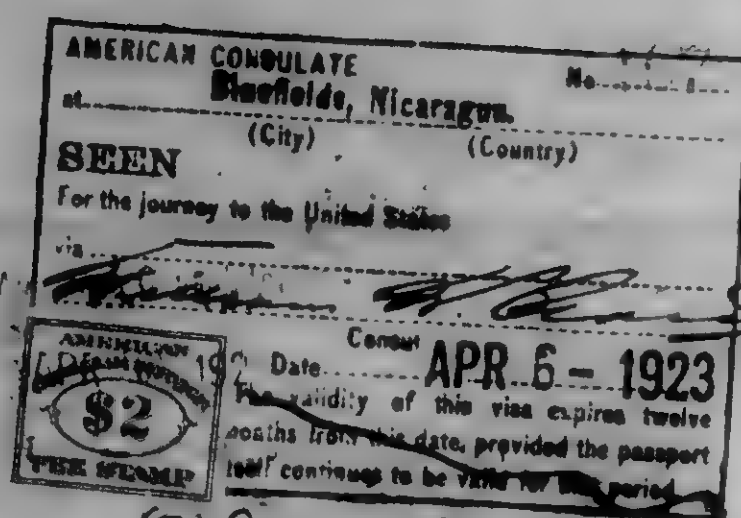 AMERICAN CONSULATE
No
at Bluefields, Nicaragua.
(City) (Country)
SEEN
For the journey to the United States
via
Consul
Date APR 6 - 1923
The validity of this visa expires twelve
months from this date, provided the passport
itself continues to be valid for that period
AMERICAN
$2
FEE STAMP